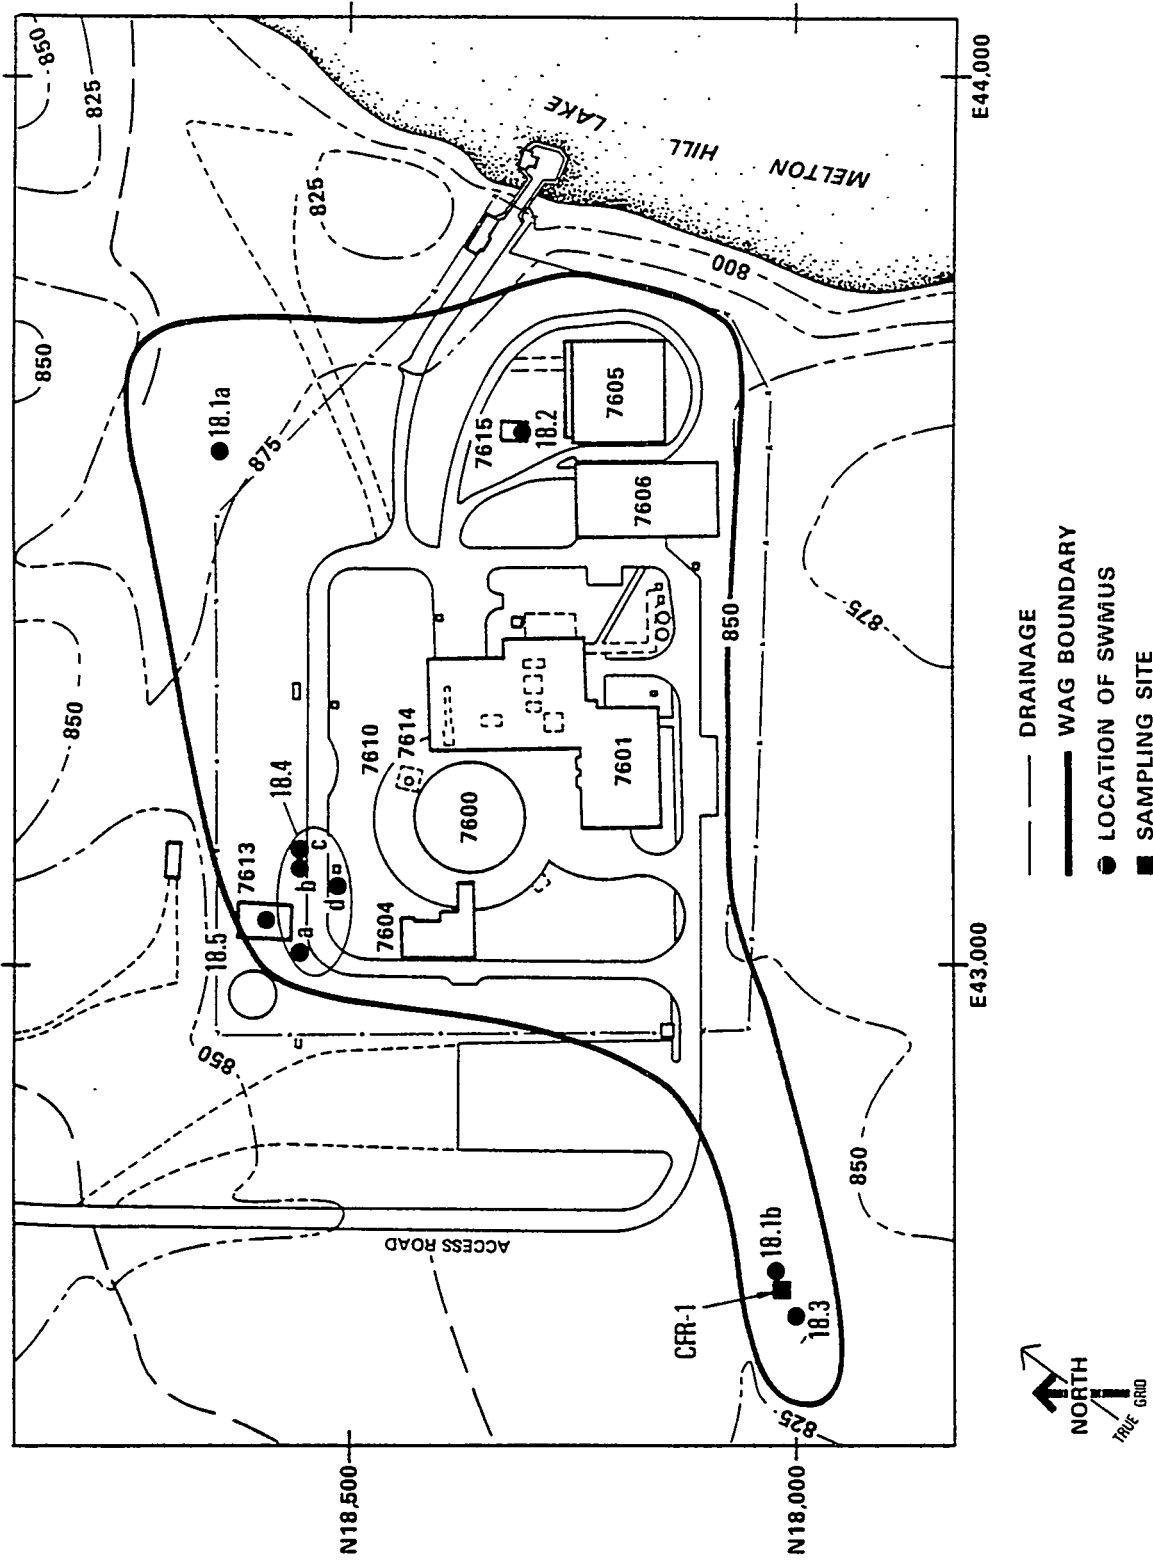 850
825
E44,000
MELTON
HILL
LAKE
825
800
850
18.1a
875
7615
18.2
7605
7606
850
875
850
7610
7614
7600
7601
18.4
7613
a
b
c
d
18.5
7604
850
N18,500
N18,000
E43,000
850
ACCESS ROAD
CFR-1
18.1b
18.3
825
DRAINAGE
WAG BOUNDARY
LOCATION OF SWMUS
SAMPLING SITE
NORTH
TRUE GRID